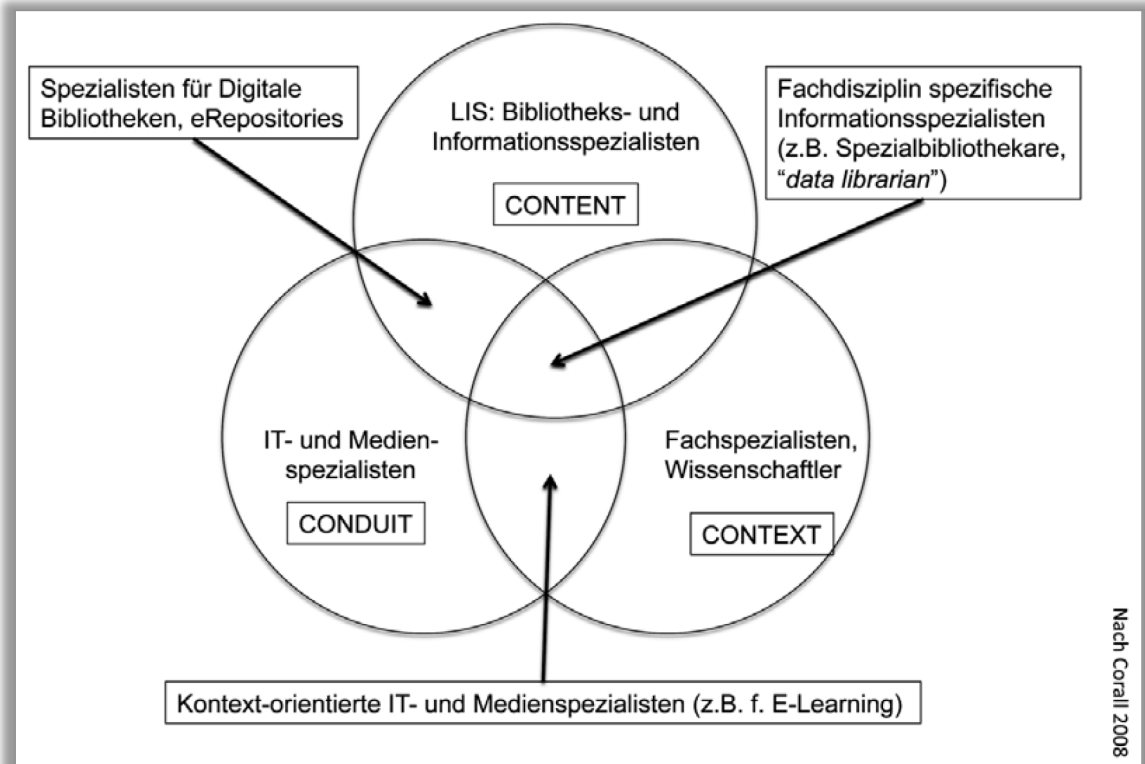 Spezialisten für Digitale
Bibliotheken, eRepositories
LIS: Bibliotheks- und
Informationsspezialisten
CONTENT
Fachdisziplin spezifische
Informationsspezialisten
(z.B. Spezialbibliothekare,
“data librarian”)
IT- und Medien-
spezialisten
CONDUIT
Fachspezialisten,
Wissenschaftler
CONTEXT
Kontext-orientierte IT- und Medienspezialisten (z.B. f. E-Learning)
Nach Corall 2008